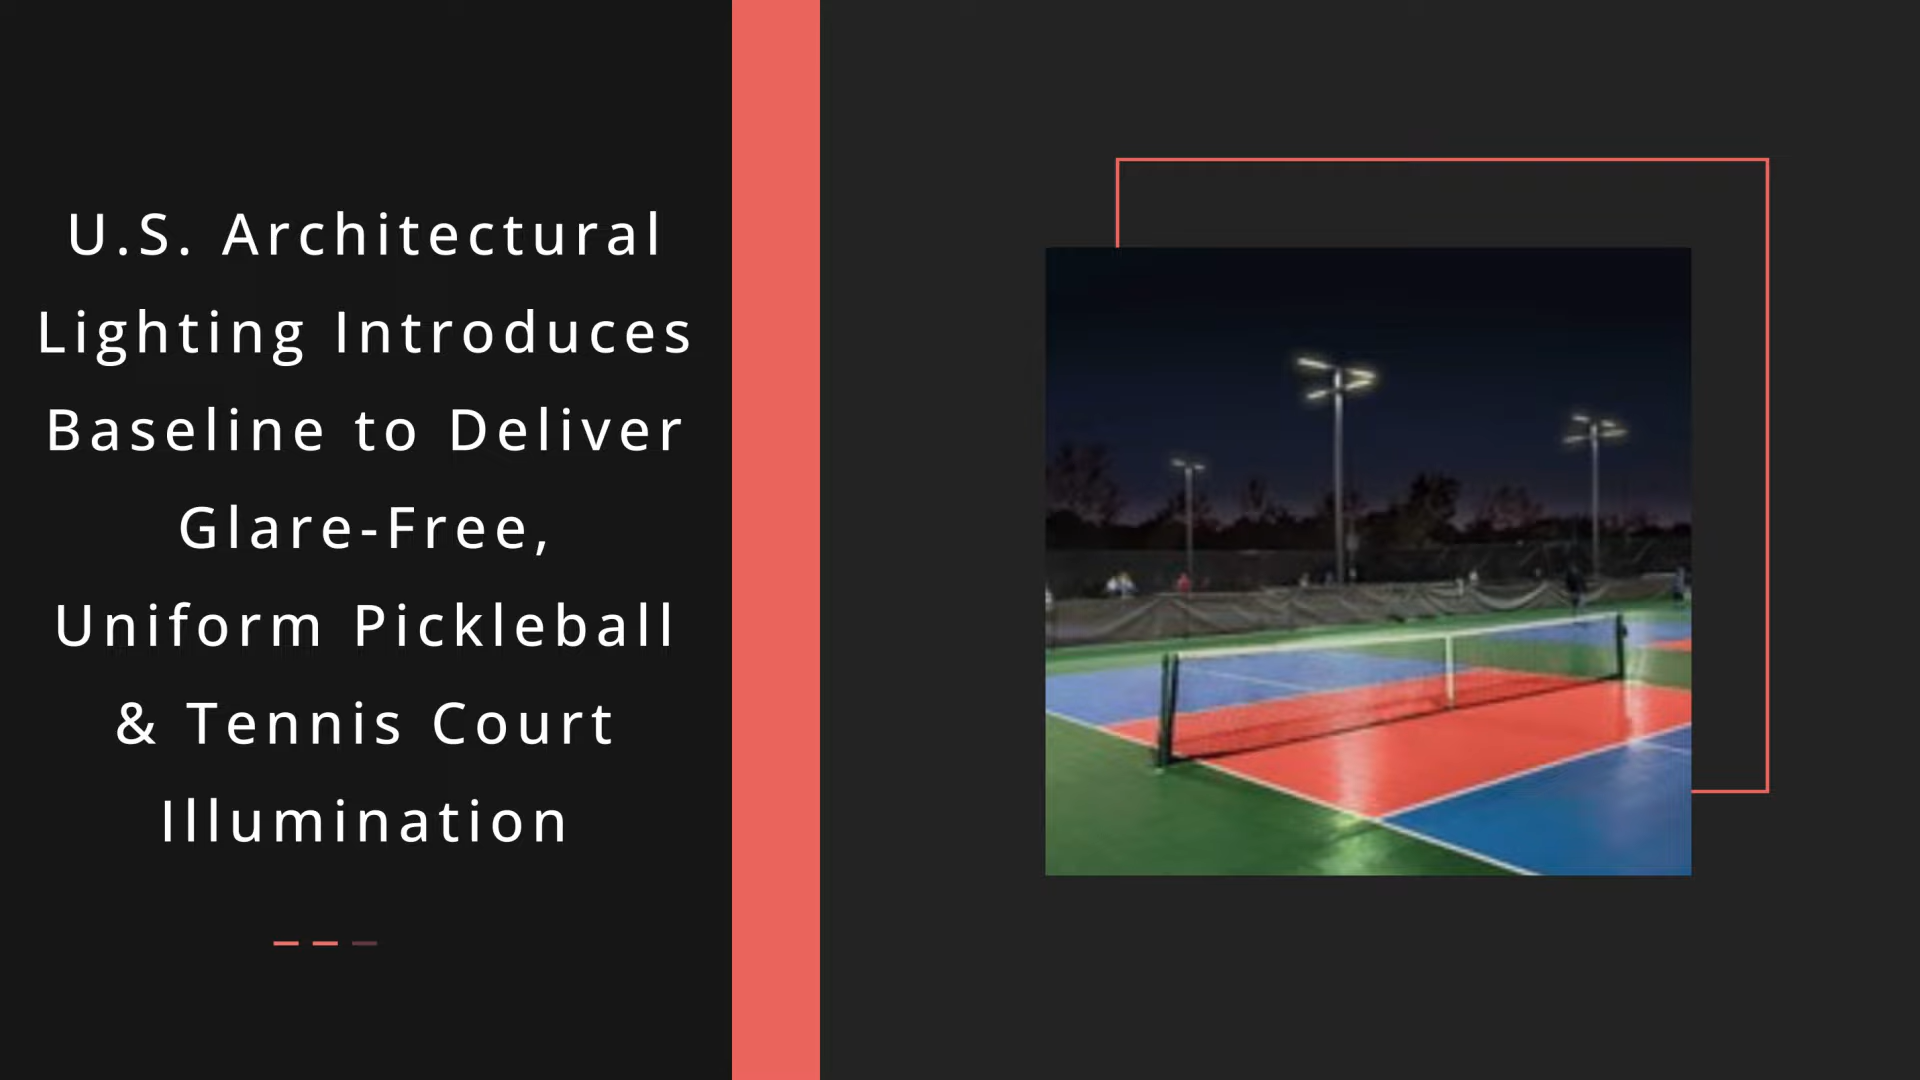 U.S. Architectural
Lighting Introduces
Baseline to Deliver
Glare-Free,
Uniform Pickleball
& Tennis Court
Illumination